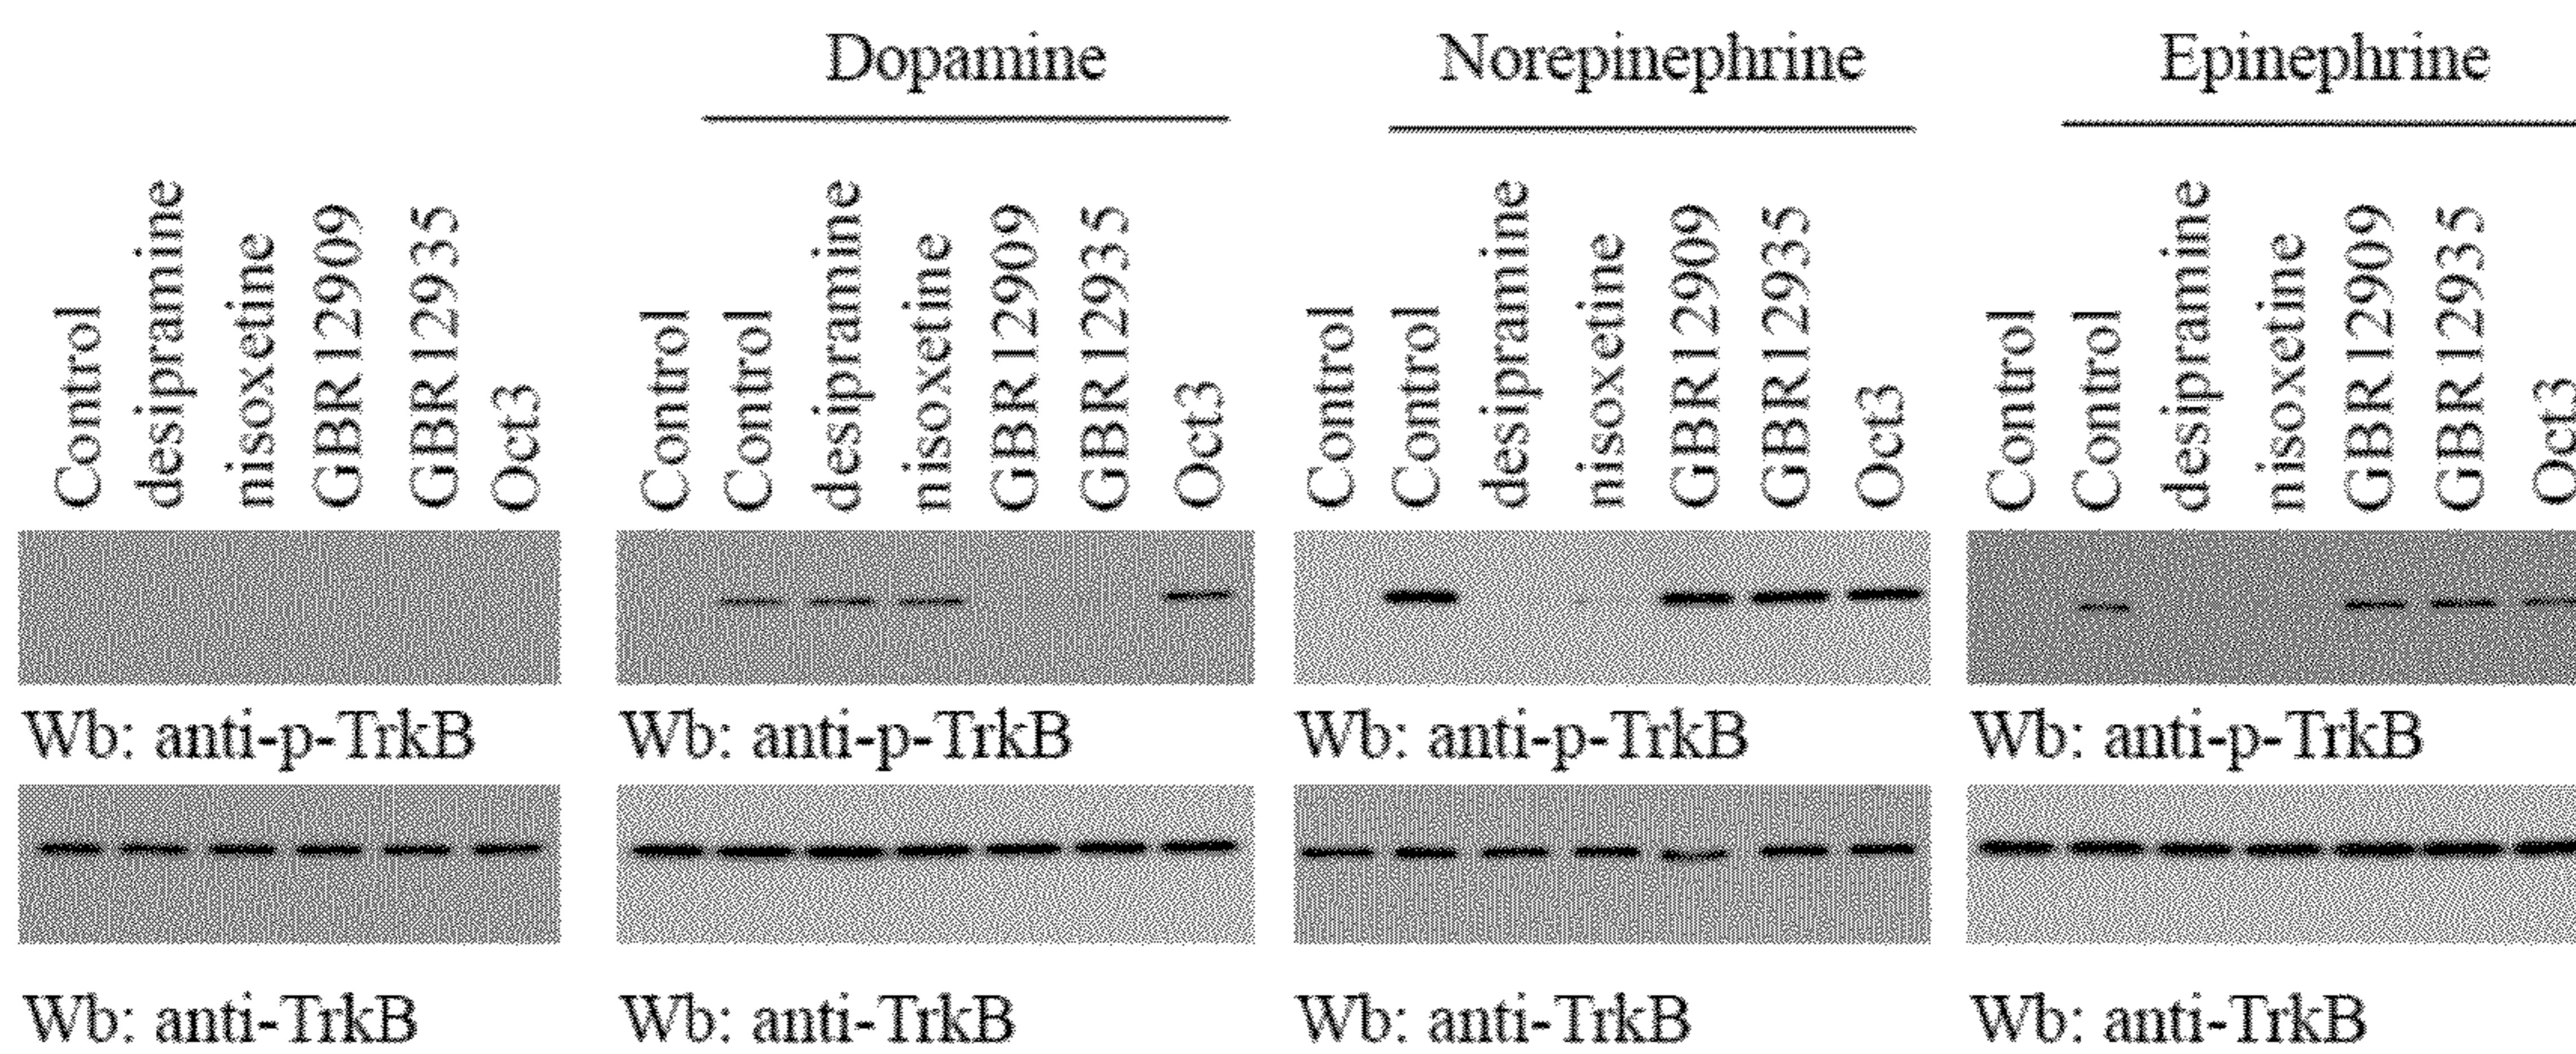 Dopamine Norepinephrine Epinephrine
Control desipramine nisoxetine GBR12909 GBR12935 Oct3 Control Control desipramine nisoxetine GBR12909 GBR12935 Oct3 Control Control desipramine nisoxetine GBR12909 GBR12935 Oct3 Control Control desipramine nisoxetine GBR12909 GBR12935 Oct3
Wb: anti-p-TrkB Wb: anti-p-TrkB Wb: anti-p-TrkB Wb: anti-p-TrkB
Wb: anti-TrkB Wb: anti-TrkB Wb: anti-TrkB Wb: anti-TrkB